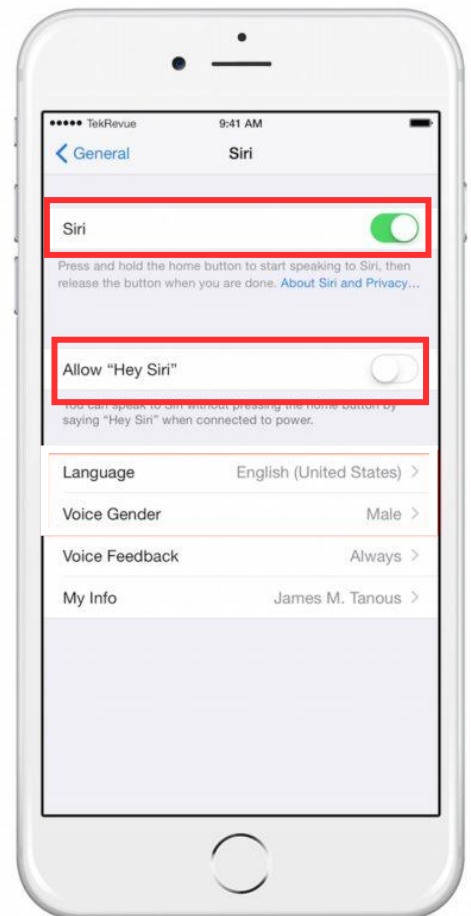 TekRevue 9:41 AM
General Siri
Siri
Press and hold the home button to start speaking to Siri, then
release the button when you are done. About Siri and Privacy...
Allow “Hey Siri”
You can speak to Siri without pressing the home button by
saying “Hey Siri” when connected to power.
Language English (United States)
Voice Gender Male
Voice Feedback Always
My Info James M. Tanous